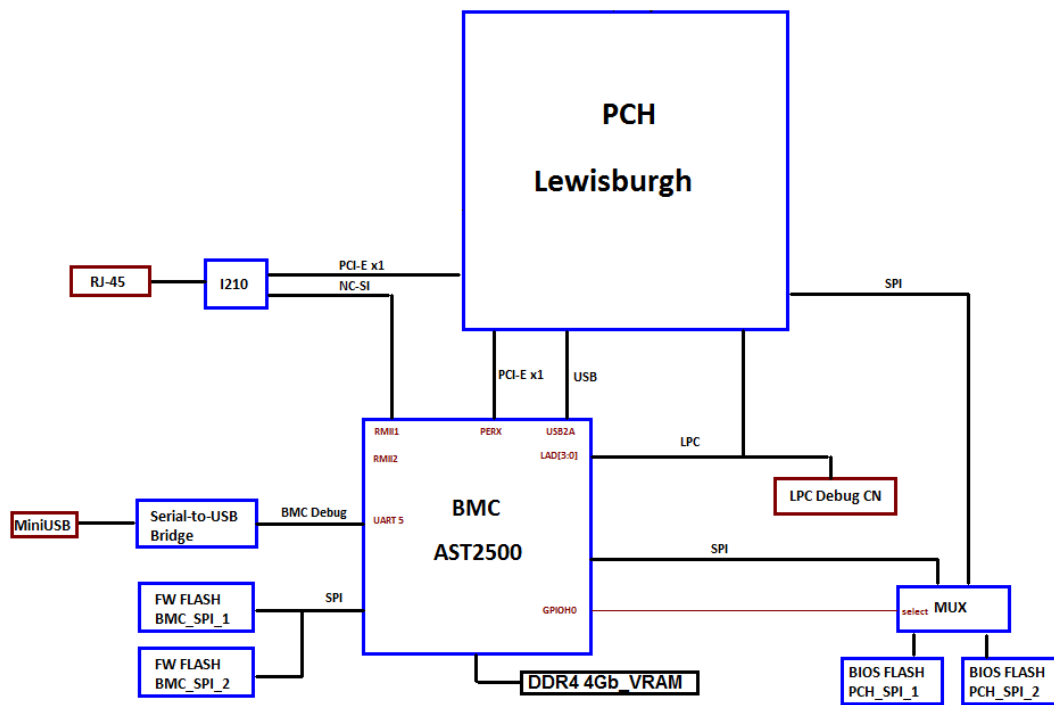 PCH
Lewisburgh
PCI-E x1
RJ-45
I210
NC-SI
SPI
PCI-E x1
USB
RMII1
PERX
USB2A
LPC
RMII2
LAD[3:0]
LPC Debug CN
BMC
AST2500
MiniUSB
Serial-to-USB
Bridge
BMC Debug
UART 5
SPI
FW FLASH
BMC_SPI_1
SPI
GPIOH0
select
MUX
FW FLASH
BMC_SPI_2
DDR4 4Gb_VRAM
BIOS FLASH
PCH_SPI_1
BIOS FLASH
PCH_SPI_2